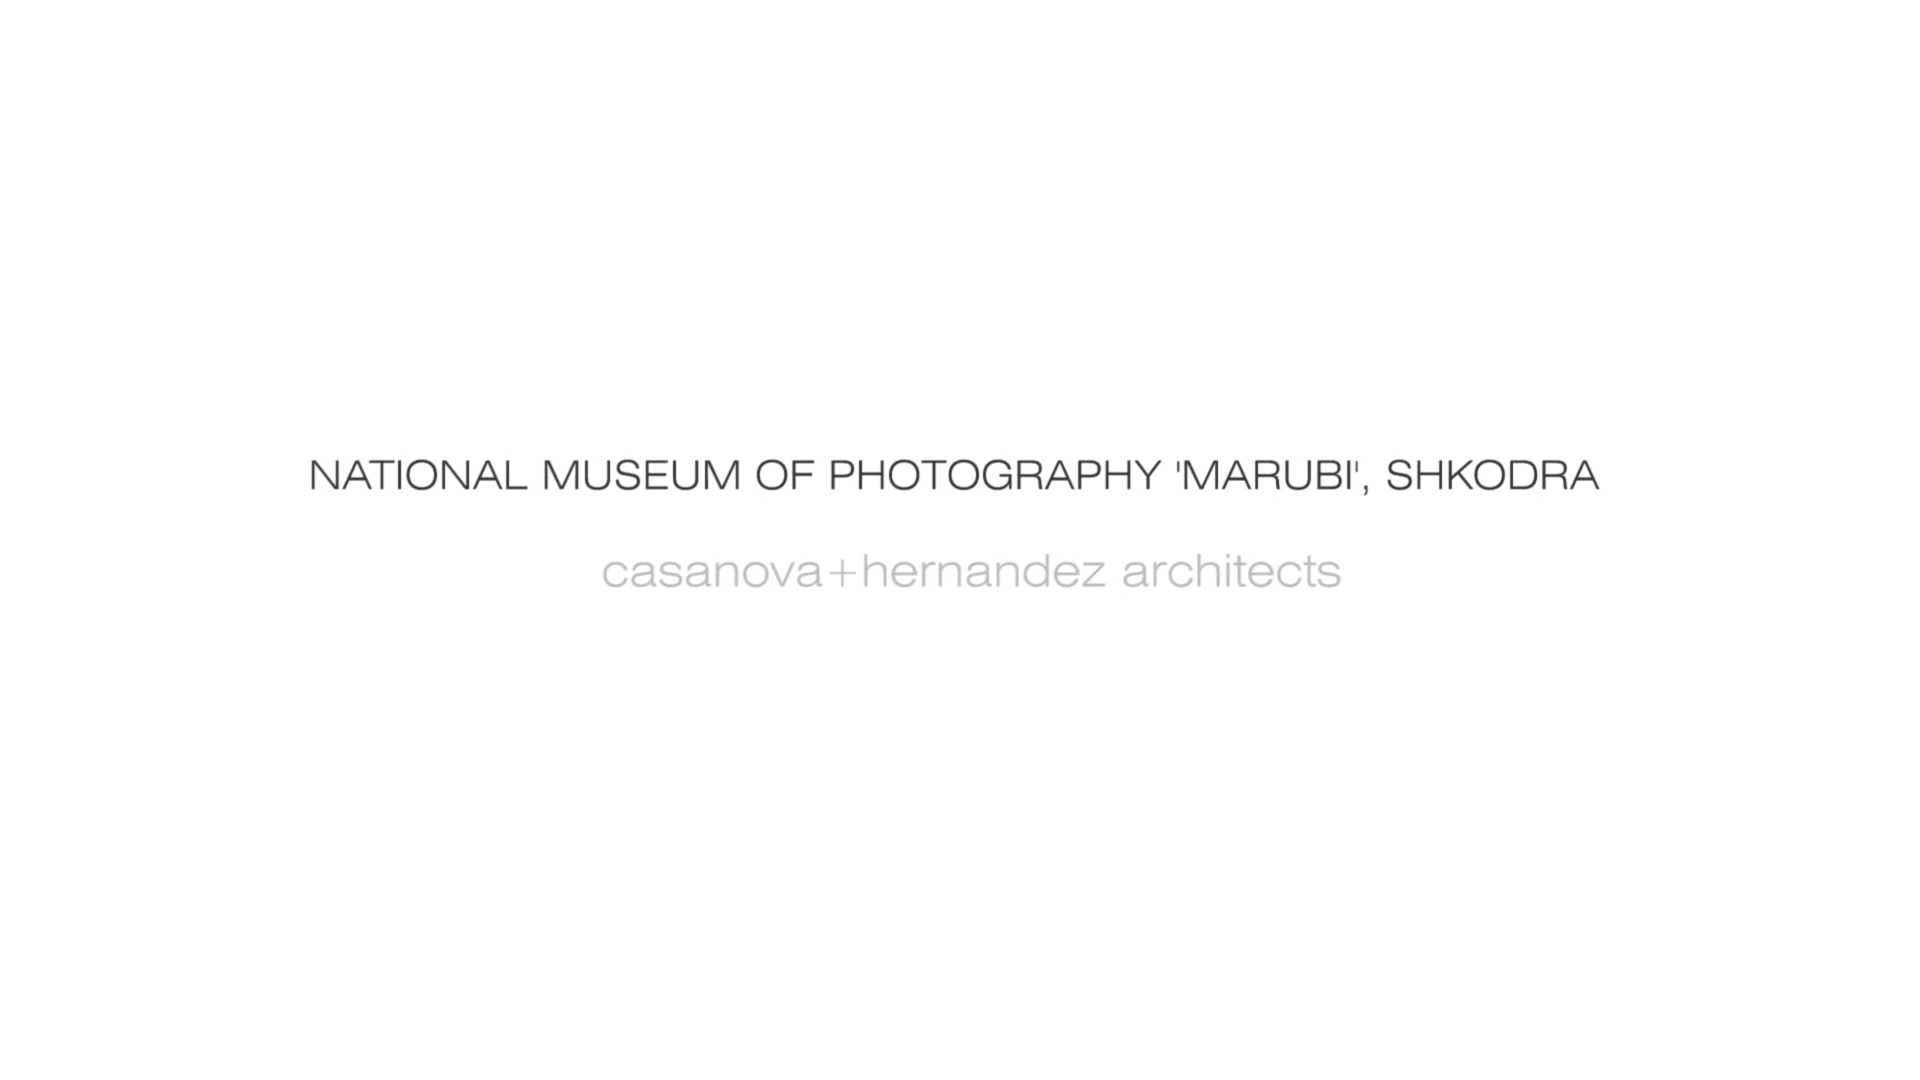 NATIONAL MUSEUM OF PHOTOGRAPHY 'MARUBI', SHKODRA
casanova+hernandez architects